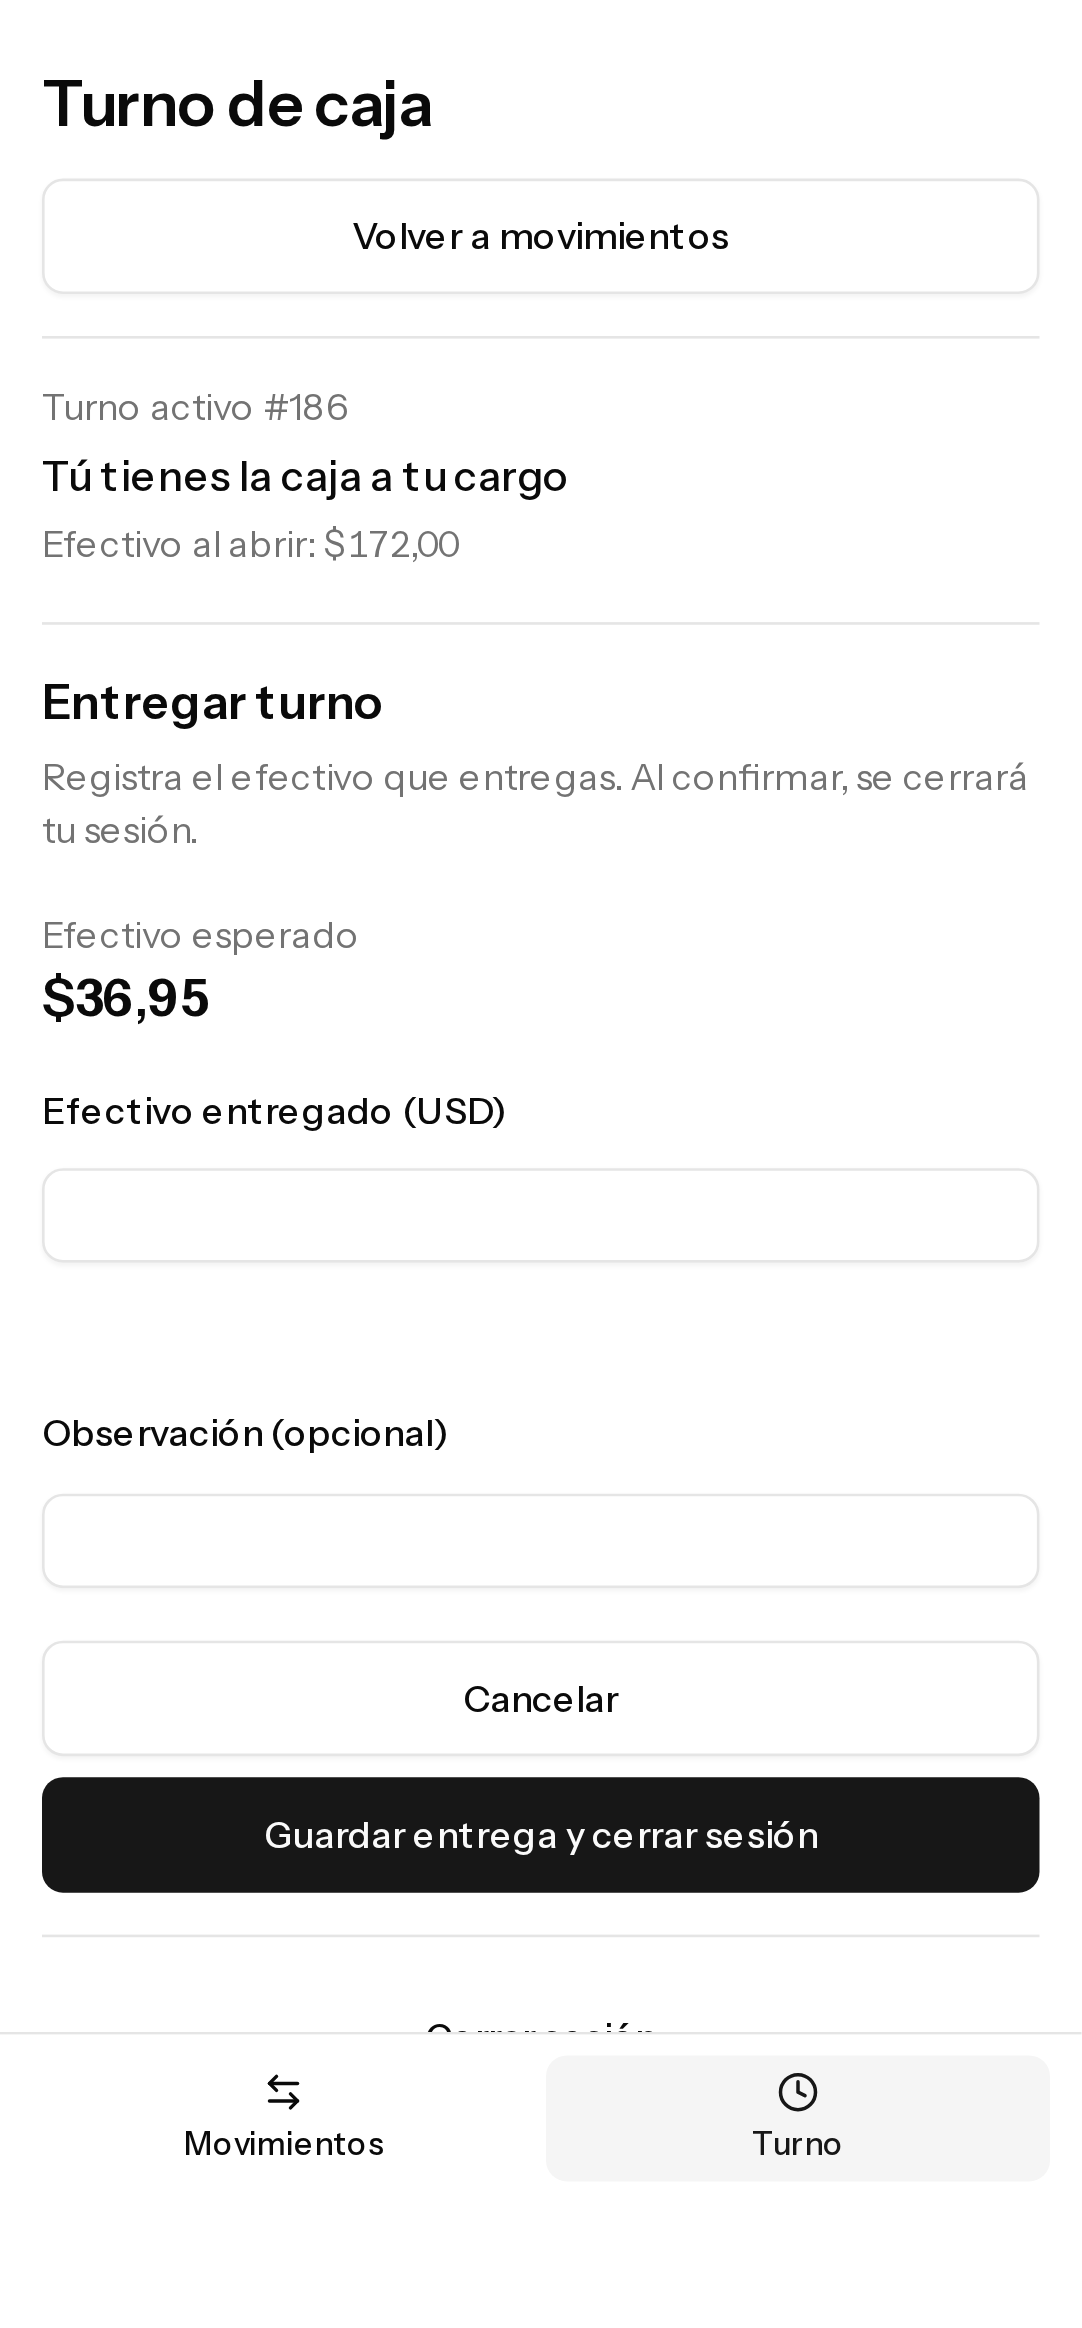 Turno de caja
Volver a movimientos
Turno activo #186
Tú tienes la caja a tu cargo
Efectivo al abrir: $172,00
Entregar turno
Registra el efectivo que entregas. Al confirmar, se cerrará
tu sesión.
Efectivo esperado
$36,95
Efectivo entregado (USD)
Observación (opcional)
Cancelar
Guardar entrega y cerrar sesión
Cerrar sesión
Movimientos
Turno